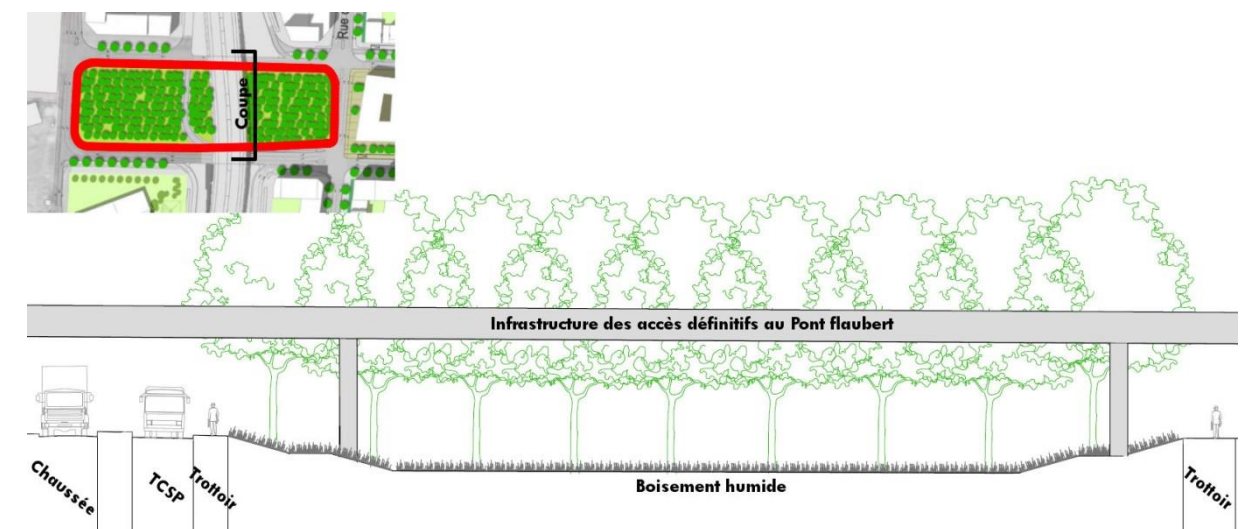 Rue
Coupe
Infrastructure des accès définitifs au Pont flaubert
Chaussée
TCSP
Trottoir
Boisement humide
Trottoir